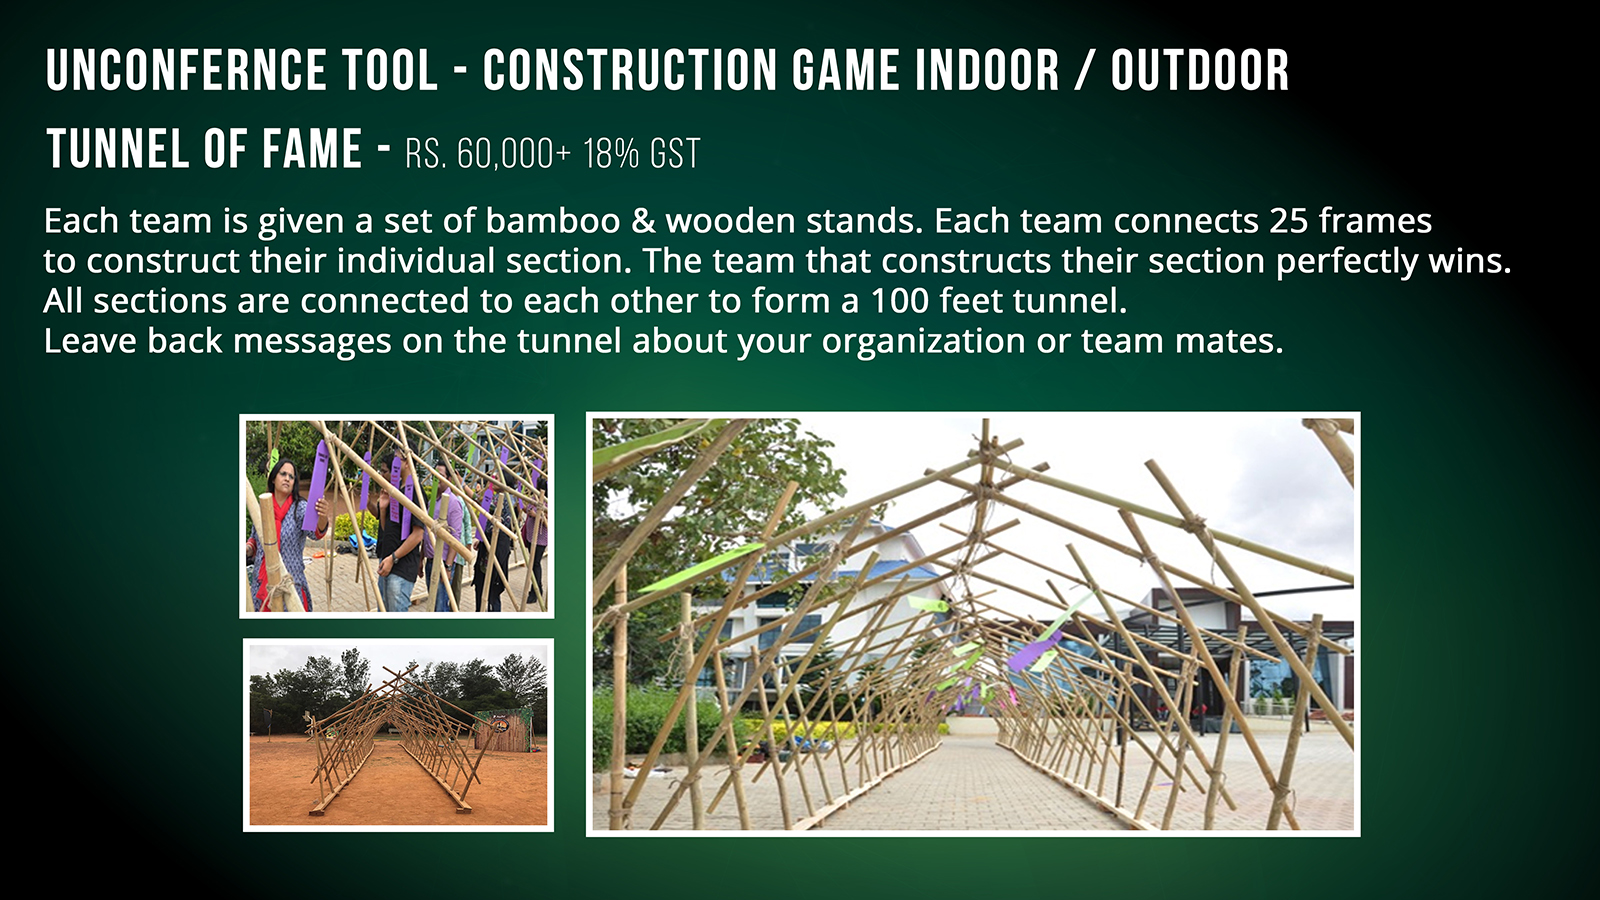 UNCONFERNCE TOOL - CONSTRUCTION GAME INDOOR / OUTDOOR
TUNNEL OF FAME - RS. 60,000+ 18% GST
Each team is given a set of bamboo & wooden stands. Each team connects 25 frames
to construct their individual section. The team that constructs their section perfectly wins.
All sections are connected to each other to form a 100 feet tunnel.
Leave back messages on the tunnel about your organization or team mates.